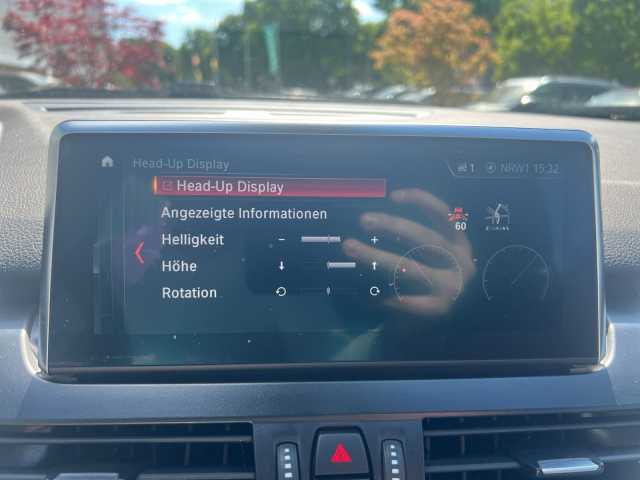 Head-Up Display
1 NRW1 15:32
Head-Up Display
Angezeigte Informationen
Helligkeit - +
Höhe
Rotation
60